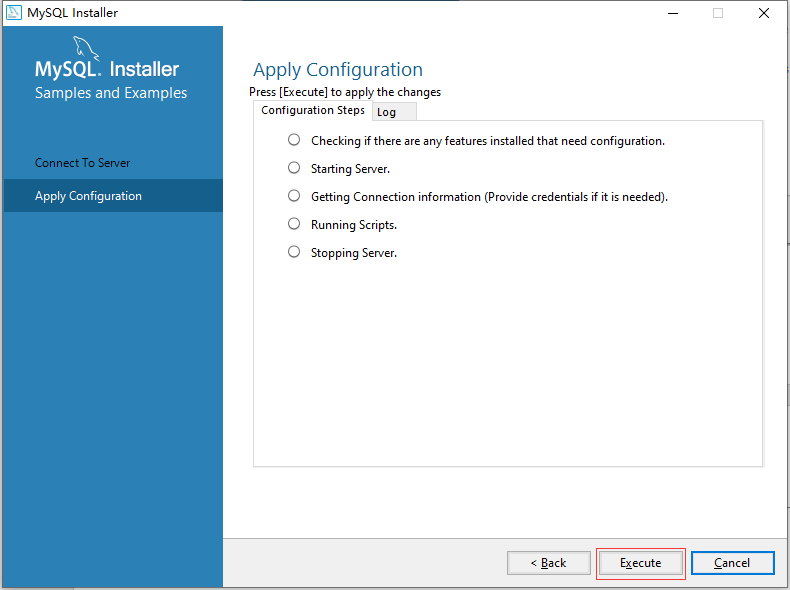 MySQL Installer
MySQL. Installer
Samples and Examples
Connect To Server
Apply Configuration
Apply Configuration
Press [Execute] to apply the changes
Configuration Steps
Log
Checking if there are any features installed that need configuration.
Starting Server.
Getting Connection information (Provide credentials if it is needed).
Running Scripts.
Stopping Server.
< Back
Execute
Cancel